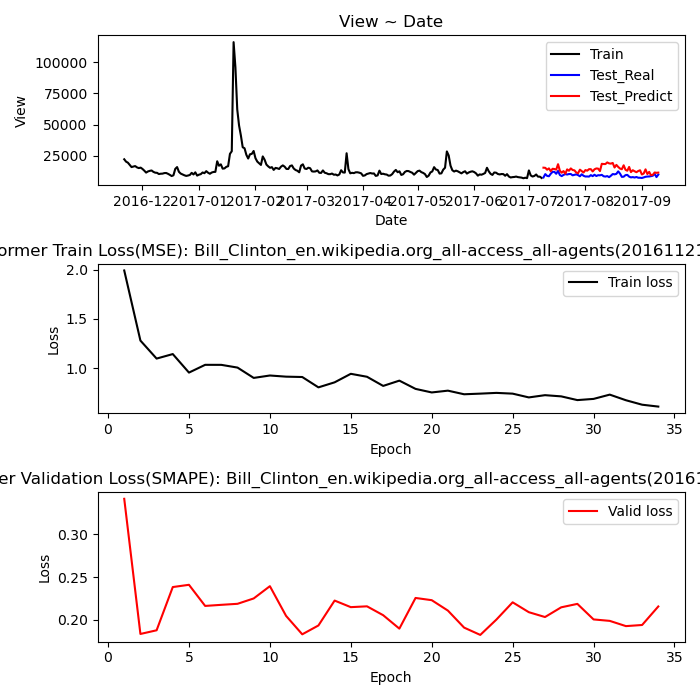 View ~ Date
View
100000
75000
50000
25000
Train
Test_Real
Test_Predict
2016-12 2017-01 2017-02 2017-03 2017-04 2017-05 2017-06 2017-07 2017-08 2017-09
Date
ormer Train Loss(MSE): Bill_Clinton_en.wikipedia.org_all-access_all-agents(20161121
Loss
2.0
1.5
1.0
Train loss
0 5 10 15 20 25 30 35
Epoch
er Validation Loss(SMAPE): Bill_Clinton_en.wikipedia.org_all-access_all-agents(20161
Loss
0.30
0.25
0.20
Valid loss
0 5 10 15 20 25 30 35
Epoch